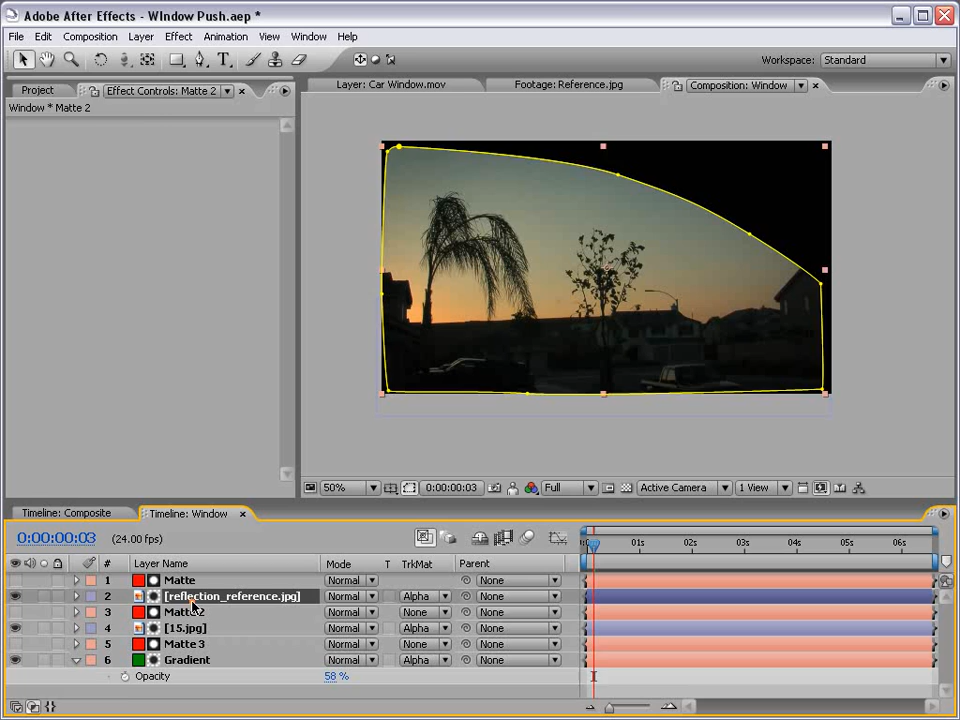 Adobe After Effects - WIndow Push.aep *
File Edit Composition Layer Effect Animation View Window Help
Workspace: Standard
Project Effect Controls: Matte 2
Layer: Car Window.mov Footage: Reference.jpg Composition: Window
Window * Matte 2
50% 0:00:00:03 Full Active Camera 1 View
Timeline: Composite Timeline: Window
0:00:00:03 (24.00 fps)
01s 02s 03s 04s 05s 06s
# Layer Name Mode T TrkMat Parent
1 Matte Normal None
2 [reflection_reference.jpg] Normal Alpha None
3 Matte 2 Normal None None
4 [15.jpg] Normal Alpha None
5 Matte 3 Normal None None
6 Gradient Normal Alpha None
Opacity 58 %